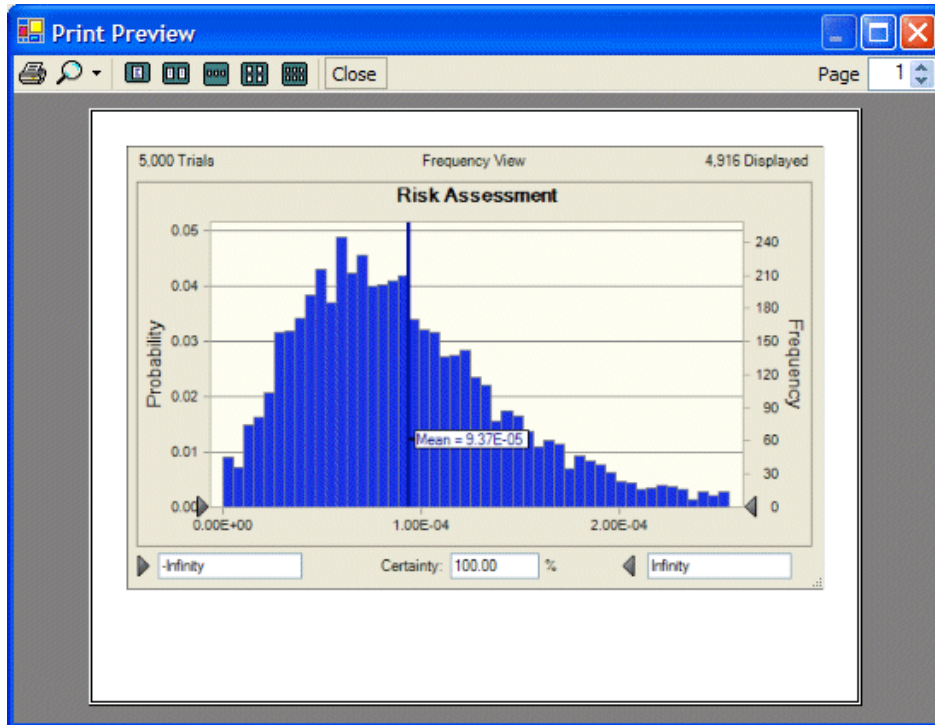 Print Preview
Close
Page 1
5,000 Trials Frequency View 4,916 Displayed
Risk Assessment
Probability
0.05
0.04
0.03
0.02
0.01
0.00
Mean = 9.37E-05
240
210
180
150
120
90
60
30
0
Frequency
0.00E+00 1.00E-04 2.00E-04
-Infinity Certainty: 100.00 % Infinity